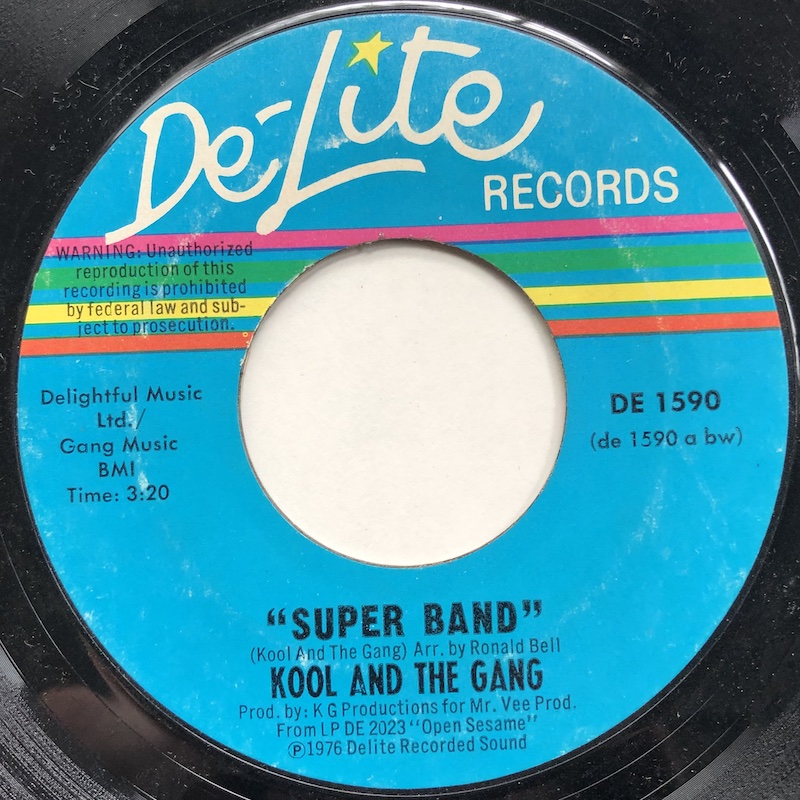 De-Lite
RECORDS
WARNING: Unauthorized
reproduction of this
recording is prohibited
by federal law and sub-
ject to prosecution.
Delightful Music
Ltd./
Gang Music
BMI
Time: 3:20
DE 1590
(de 1590 a bw)
“SUPER BAND”
(Kool And The Gang) Arr. by Ronald Bell
KOOL AND THE GANG
Prod. by: K G Productions for Mr. Vee Prod.
From LP DE 2023 “Open Sesame”
Ⓟ1976 Delite Recorded Sound